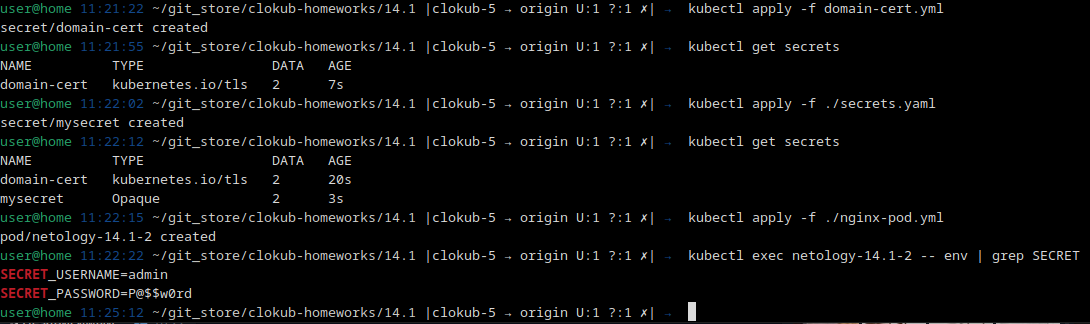 user@home 11:21:22 ~/git_store/clokub-homeworks/14.1 |clokub-5 → origin U:1 ?:1 ✗| → kubectl apply -f domain-cert.yml
secret/domain-cert created
user@home 11:21:55 ~/git_store/clokub-homeworks/14.1 |clokub-5 → origin U:1 ?:1 ✗| → kubectl get secrets
NAME TYPE DATA AGE
domain-cert kubernetes.io/tls 2 7s
user@home 11:22:02 ~/git_store/clokub-homeworks/14.1 |clokub-5 → origin U:1 ?:1 ✗| → kubectl apply -f ./secrets.yaml
secret/mysecret created
user@home 11:22:12 ~/git_store/clokub-homeworks/14.1 |clokub-5 → origin U:1 ?:1 ✗| → kubectl get secrets
NAME TYPE DATA AGE
domain-cert kubernetes.io/tls 2 20s
mysecret Opaque 2 3s
user@home 11:22:15 ~/git_store/clokub-homeworks/14.1 |clokub-5 → origin U:1 ?:1 ✗| → kubectl apply -f ./nginx-pod.yml
pod/netology-14.1-2 created
user@home 11:22:22 ~/git_store/clokub-homeworks/14.1 |clokub-5 → origin U:1 ?:1 ✗| → kubectl exec netology-14.1-2 -- env | grep SECRET
SECRET_USERNAME=admin
SECRET_PASSWORD=P@$$w0rd
user@home 11:25:12 ~/git_store/clokub-homeworks/14.1 |clokub-5 → origin U:1 ?:1 ✗| →